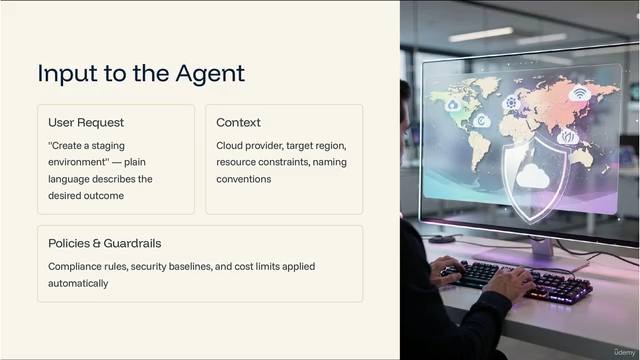 Input to the Agent
User Request
"Create a staging
environment" — plain
language describes the
desired outcome
Context
Cloud provider, target region,
resource constraints, naming
conventions
Policies & Guardrails
Compliance rules, security baselines, and cost limits applied
automatically
ûdemy